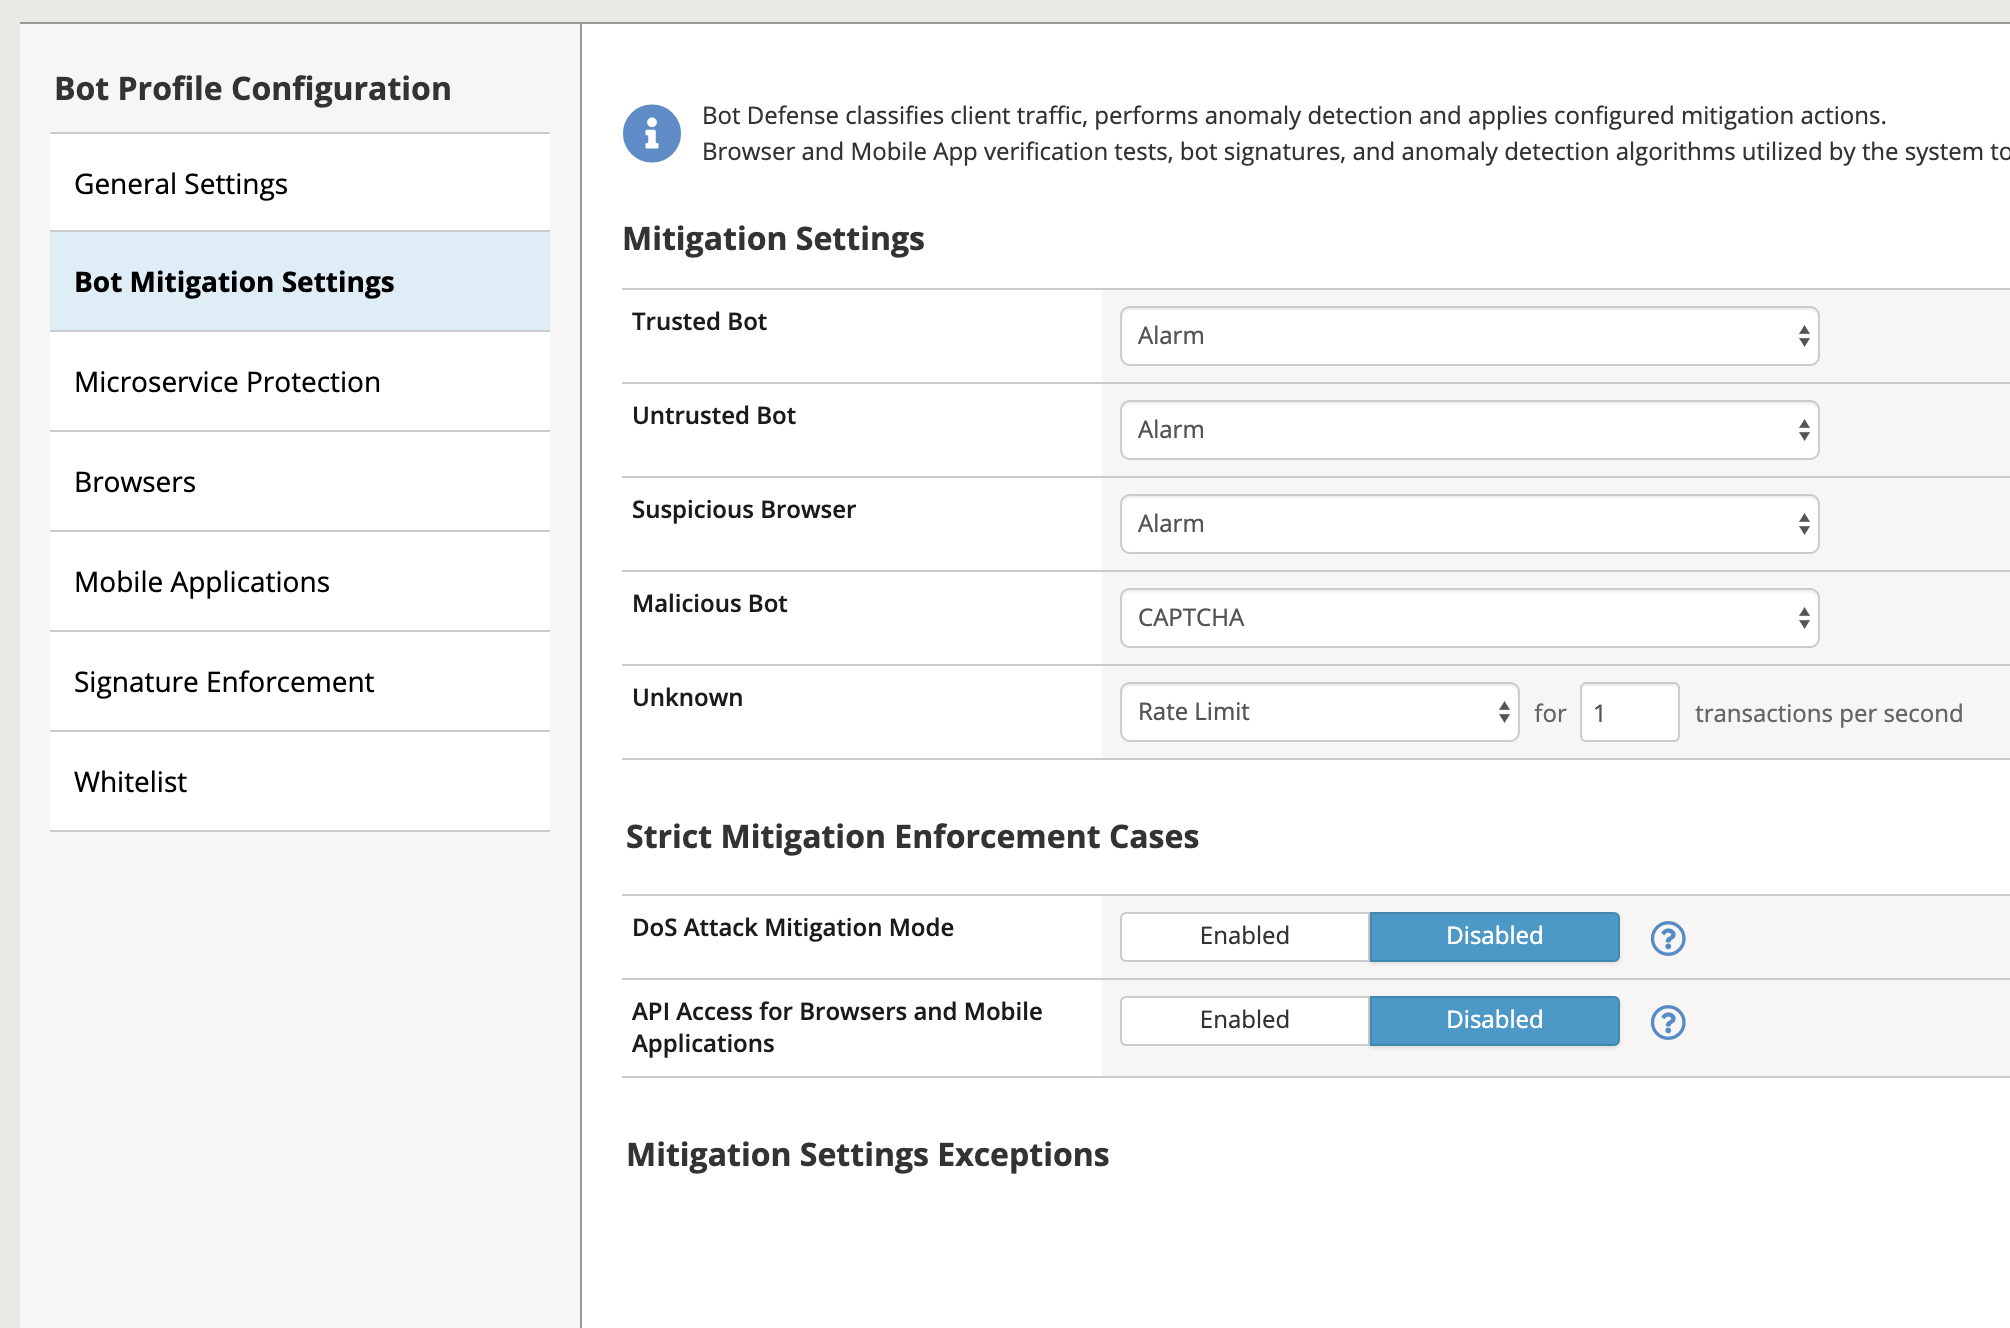 Bot Profile Configuration
General Settings
Bot Mitigation Settings
Microservice Protection
Browsers
Mobile Applications
Signature Enforcement
Whitelist
Bot Defense classifies client traffic, performs anomaly detection and applies configured mitigation actions.
Browser and Mobile App verification tests, bot signatures, and anomaly detection algorithms utilized by the system to
Mitigation Settings
Trusted Bot Alarm
Untrusted Bot Alarm
Suspicious Browser Alarm
Malicious Bot CAPTCHA
Unknown Rate Limit for 1 transactions per second
Strict Mitigation Enforcement Cases
DoS Attack Mitigation Mode Enabled Disabled ?
API Access for Browsers and Mobile Enabled Disabled ?
Applications
Mitigation Settings Exceptions